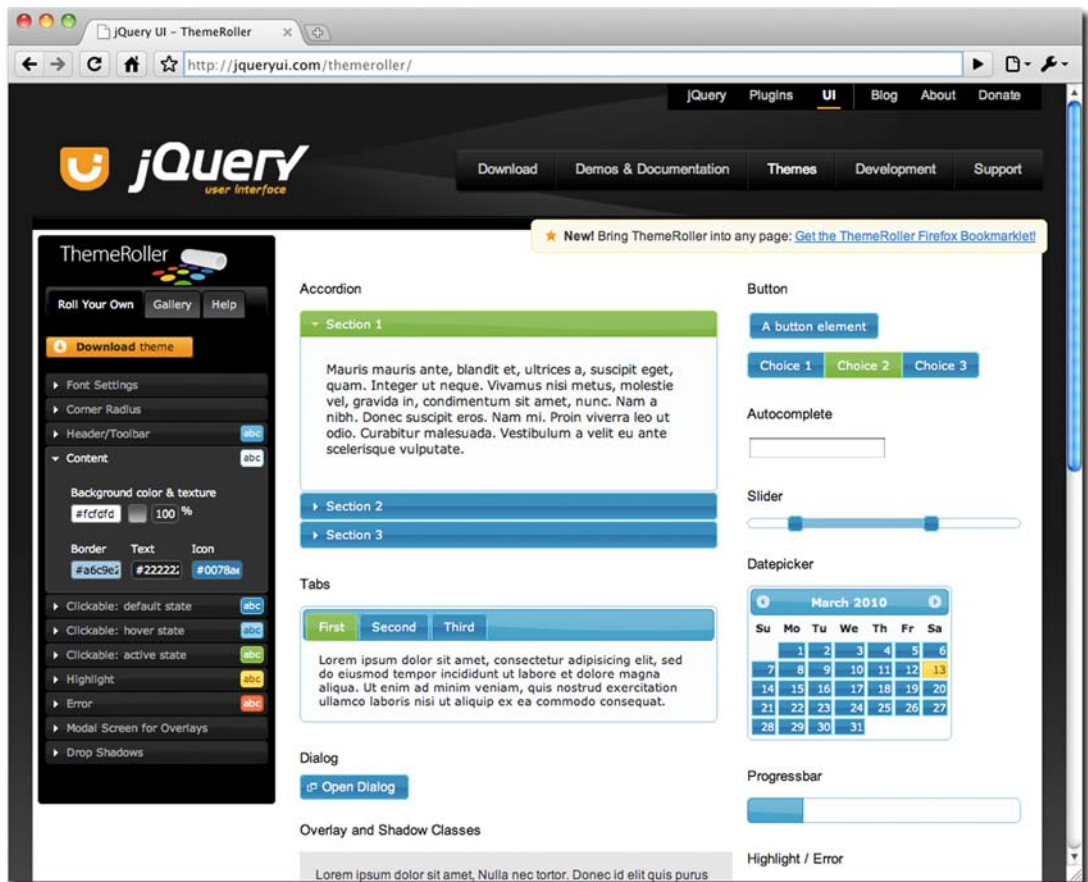 jQuery UI - ThemeRoller
http://jqueryui.com/themeroller/
jQuery Plugins UI Blog About Donate
jQuery
user interface
Download Demos & Documentation Themes Development Support
New! Bring ThemeRoller into any page: Get the ThemeRoller Firefox Bookmarklet!
ThemeRoller
Roll Your Own Gallery Help
Download theme
Font Settings
Corner Radius
Header/Toolbar abc
Content abc
Background color & texture
#fcfdfd 100 %
Border Text Icon
#a6c9e2 #222222 #0078ae
Clickable: default state abc
Clickable: hover state abc
Clickable: active state abc
Highlight abc
Error abc
Modal Screen for Overlays
Drop Shadows
Accordion
Section 1
Mauris mauris ante, blandit et, ultrices a, suscipit eget,
quam. Integer ut neque. Vivamus nisi metus, molestie
vel, gravida in, condimentum sit amet, nunc. Nam a
nibh. Donec suscipit eros. Nam mi. Proin viverra leo ut
odio. Curabitur malesuada. Vestibulum a velit eu ante
scelerisque vulputate.
Section 2
Section 3
Tabs
First Second Third
Lorem ipsum dolor sit amet, consectetur adipisicing elit, sed
do eiusmod tempor incididunt ut labore et dolore magna
aliqua. Ut enim ad minim veniam, quis nostrud exercitation
ullamco laboris nisi ut aliquip ex ea commodo consequat.
Dialog
Open Dialog
Overlay and Shadow Classes
Lorem ipsum dolor sit amet, Nulla nec tortor. Donec id elit quis purus
Button
A button element
Choice 1 Choice 2 Choice 3
Autocomplete
Slider
Datepicker
March 2010
Su Mo Tu We Th Fr Sa
1 2 3 4 5 6
7 8 9 10 11 12 13
14 15 16 17 18 19 20
21 22 23 24 25 26 27
28 29 30 31
Progressbar
Highlight / Error